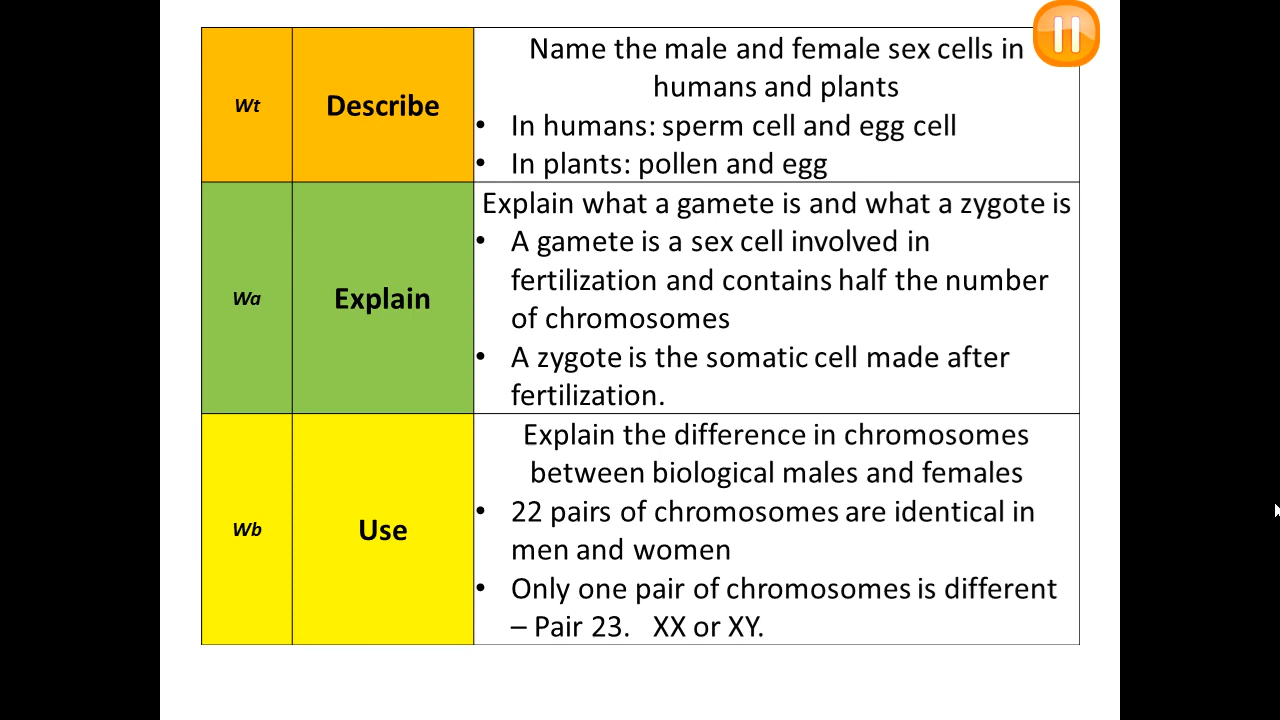 Wt
Describe
Name the male and female sex cells in
humans and plants
• In humans: sperm cell and egg cell
• In plants: pollen and egg
Wa
Explain
Explain what a gamete is and what a zygote is
• A gamete is a sex cell involved in
fertilization and contains half the number
of chromosomes
• A zygote is the somatic cell made after
fertilization.
Wb
Use
Explain the difference in chromosomes
between biological males and females
• 22 pairs of chromosomes are identical in
men and women
• Only one pair of chromosomes is different
– Pair 23.   XX or XY.